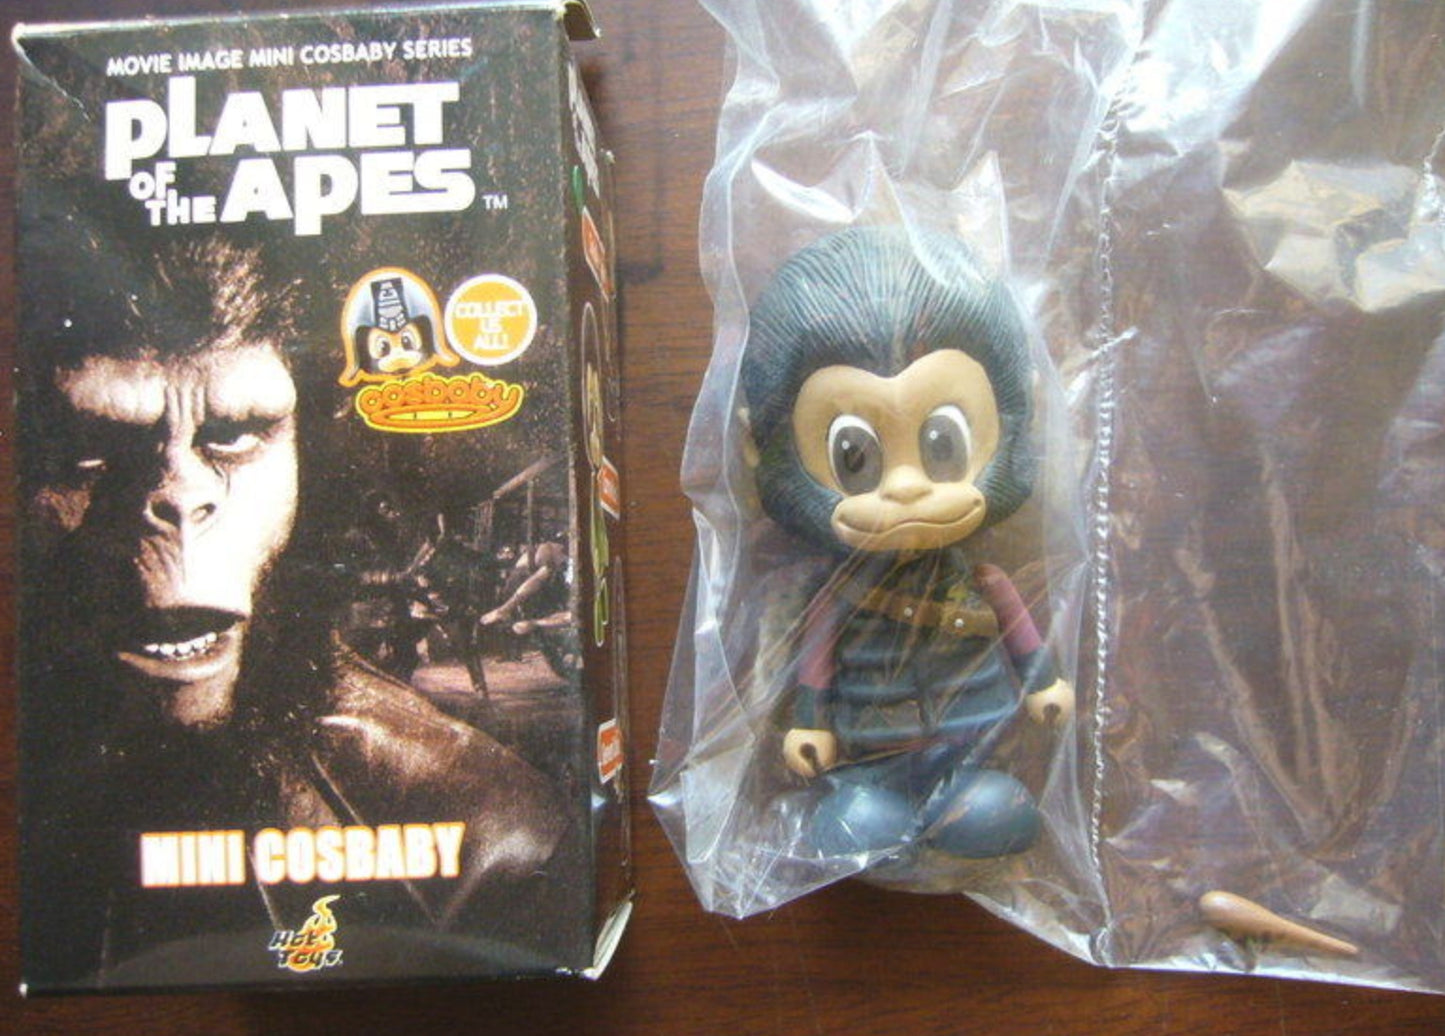 MOVIE IMAGE MINI COSBABY SERIES
PLANET
OF
THE APES TM
COLLECT
US
ALL!
cosbaby
MINI COSBABY
Hot
Toys